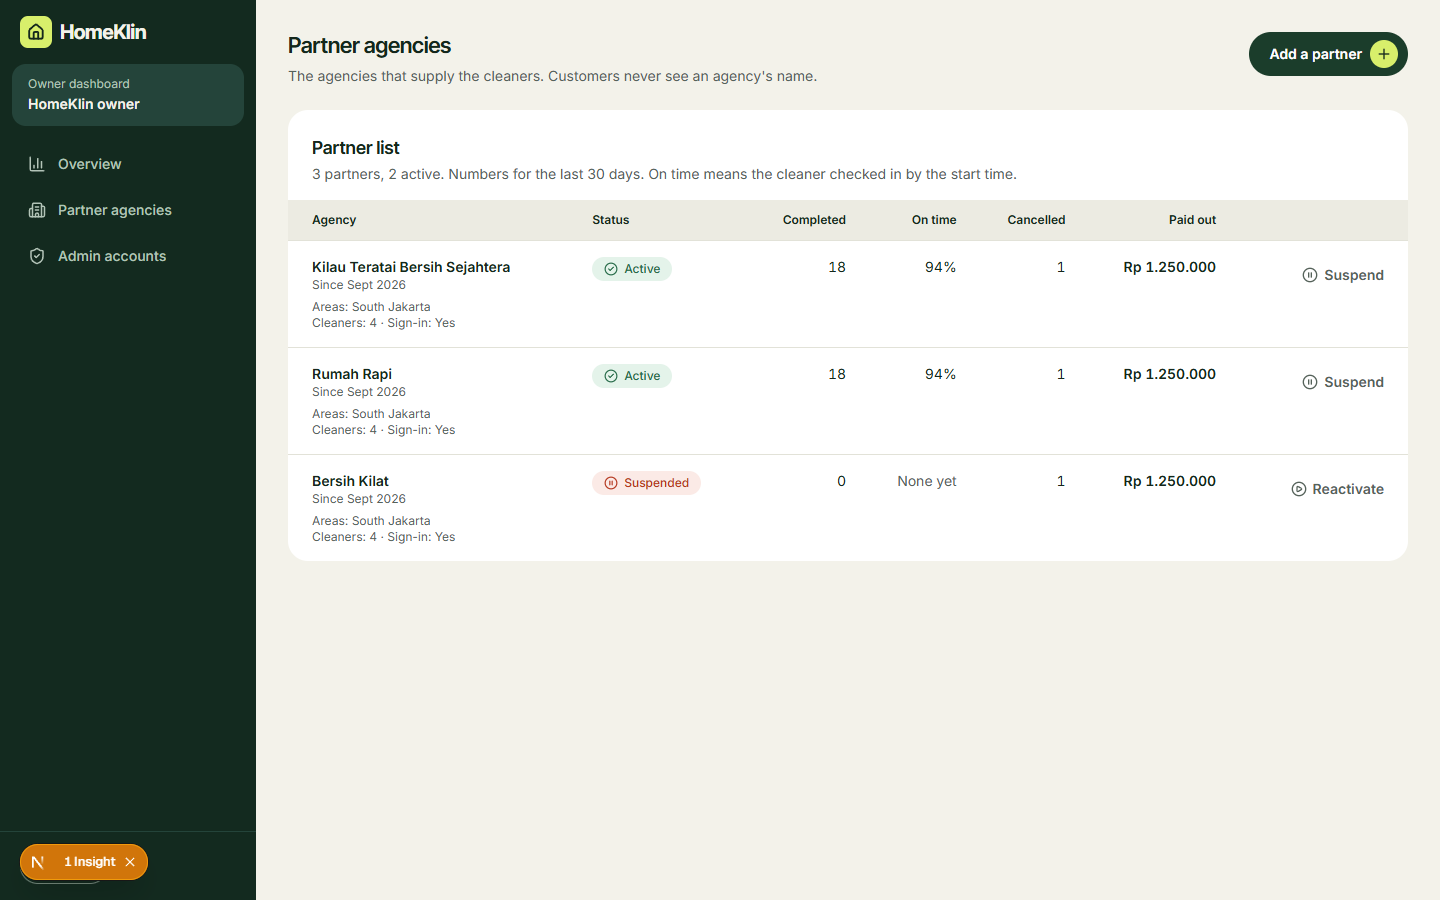 HomeKlin
Owner dashboard
HomeKlin owner
Overview
Partner agencies
Admin accounts
1 Insight
Partner agencies
The agencies that supply the cleaners. Customers never see an agency's name.
Add a partner
Partner list
3 partners, 2 active. Numbers for the last 30 days. On time means the cleaner checked in by the start time.
Agency Status Completed On time Cancelled Paid out
Kilau Teratai Bersih Sejahtera Active 18 94% 1 Rp 1.250.000 Suspend
Since Sept 2026
Areas: South Jakarta
Cleaners: 4 · Sign-in: Yes
Rumah Rapi Active 18 94% 1 Rp 1.250.000 Suspend
Since Sept 2026
Areas: South Jakarta
Cleaners: 4 · Sign-in: Yes
Bersih Kilat Suspended 0 None yet 1 Rp 1.250.000 Reactivate
Since Sept 2026
Areas: South Jakarta
Cleaners: 4 · Sign-in: Yes